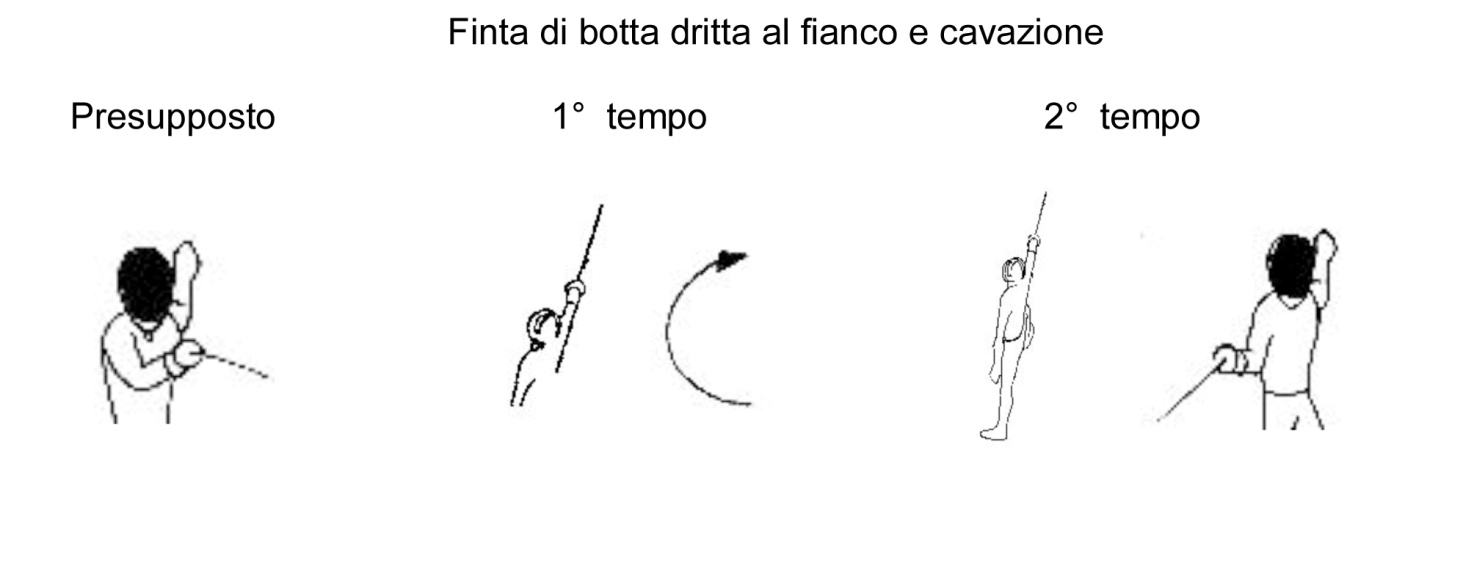 Finta di botta dritta al fianco e cavazione
Presupposto 1° tempo 2° tempo